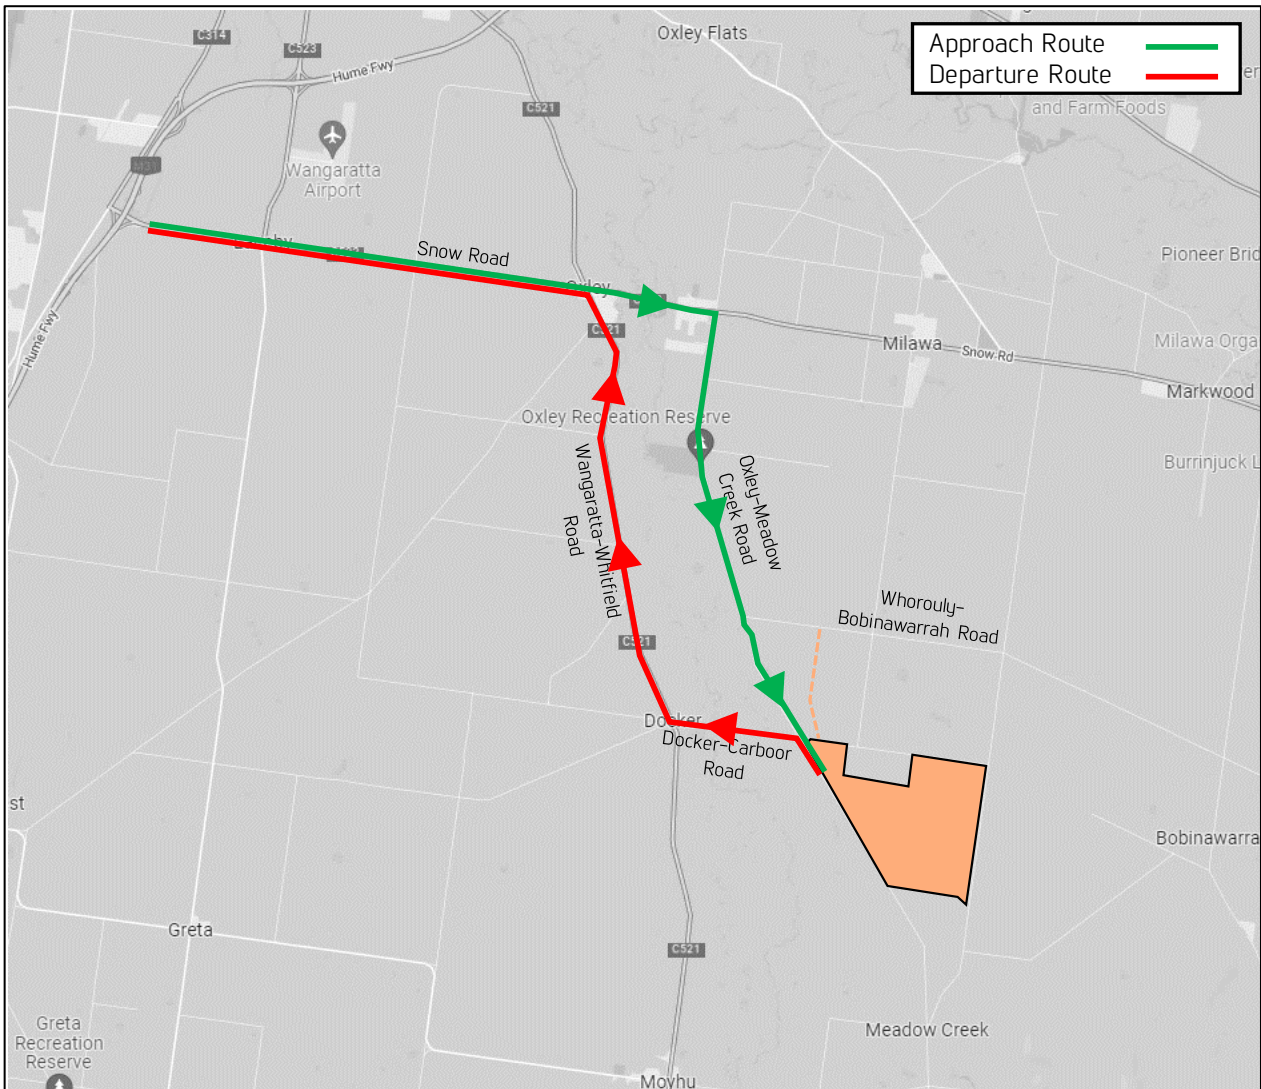 C314
C523
Hume Fwy
Oxley Flats
Approach Route
Departure Route
C521
and Farm Foods
M31
Wangaratta
Airport
Snow Road
Oxley
Pioneer Brid
C521
Hume Fwy
Milawa
Snow Rd
Milawa Orga
Markwood
Oxley Recreation Reserve
Burrinjuck L
Wangaratta-Whitfield
Road
Oxley-Meadow
Creek Road
Whorouly-
Bobinawarrah Road
C521
Docker
Docker-Carboor
Road
st
Bobinawarra
Greta
C521
Greta
Recreation
Reserve
Meadow Creek
Moyhu